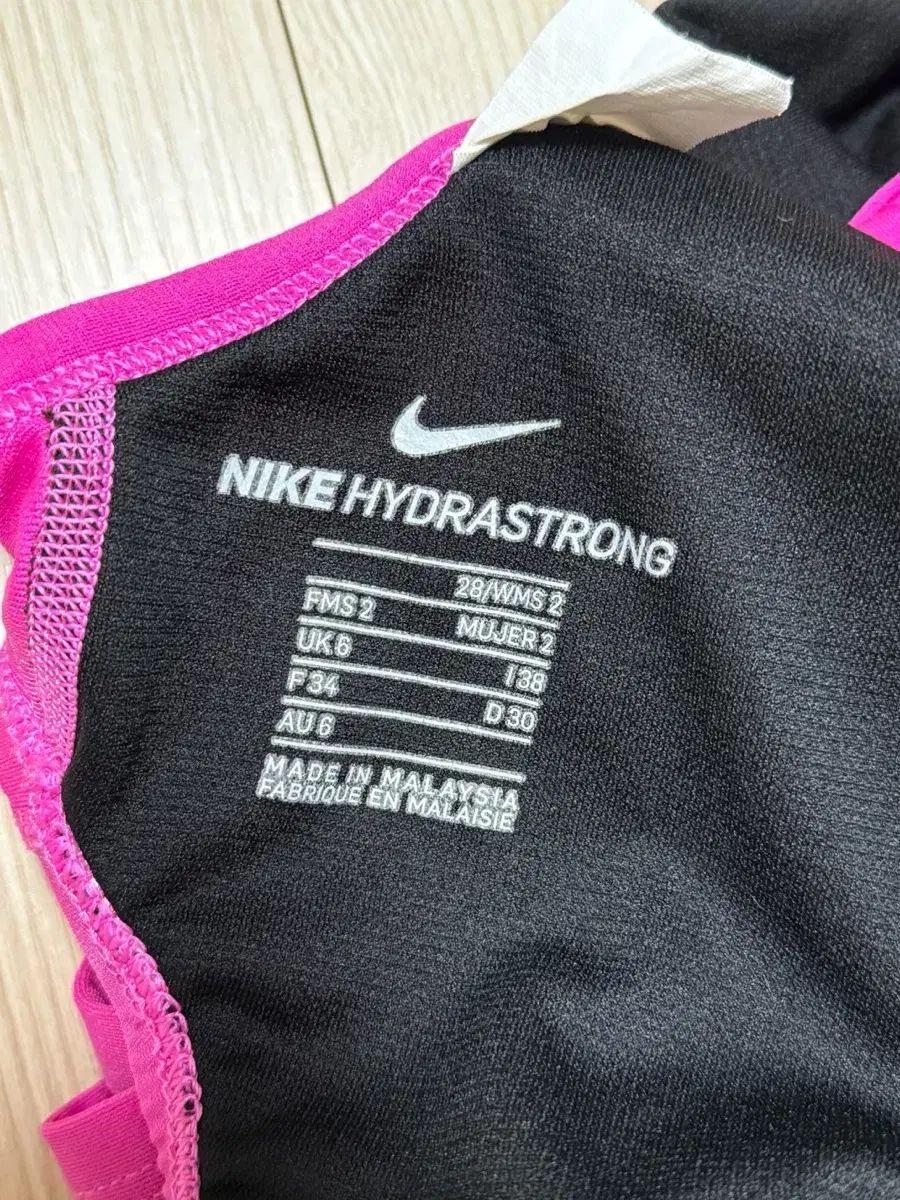 NIKE HYDRASTRONG
28/WMS 2
FMS 2 MUJER 2
UK 6 I 38
F 34 D 30
AU 6
MADE IN MALAYSIA
FABRIQUE EN MALAISIE